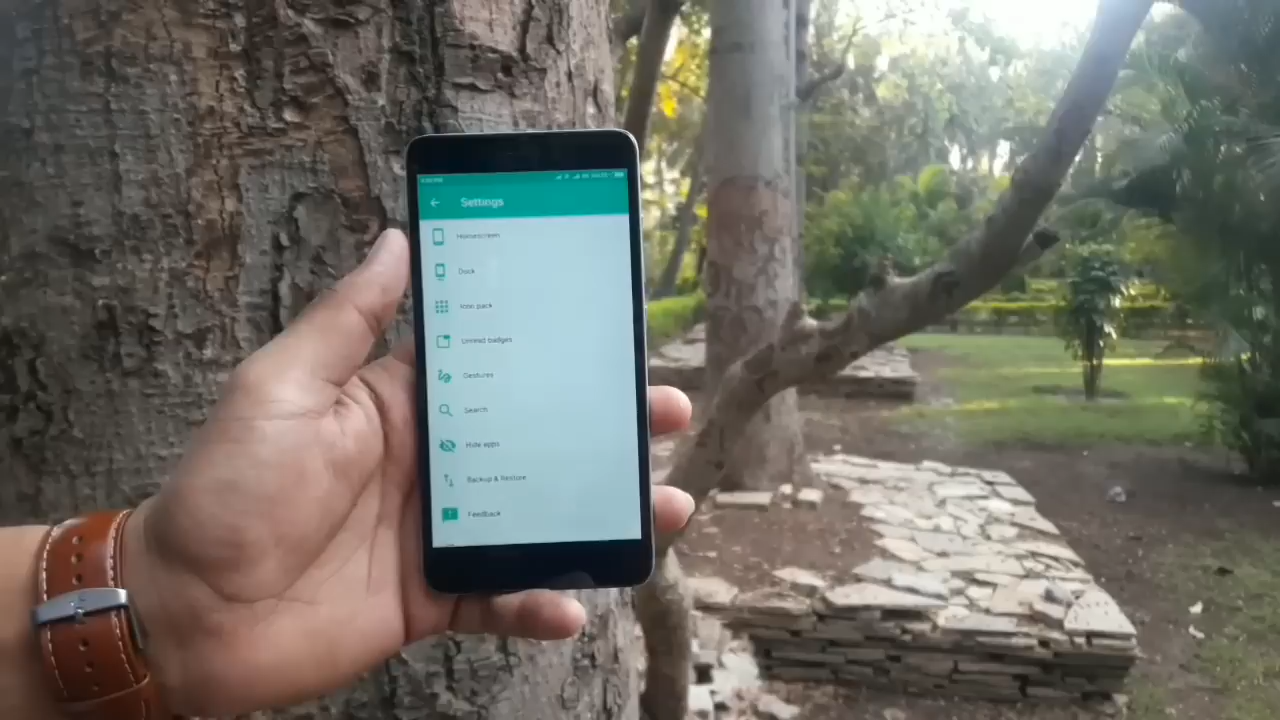 Settings
Homescreen
Dock
Icon pack
Unread badges
Gestures
Search
Hide apps
Backup & Restore
Feedback